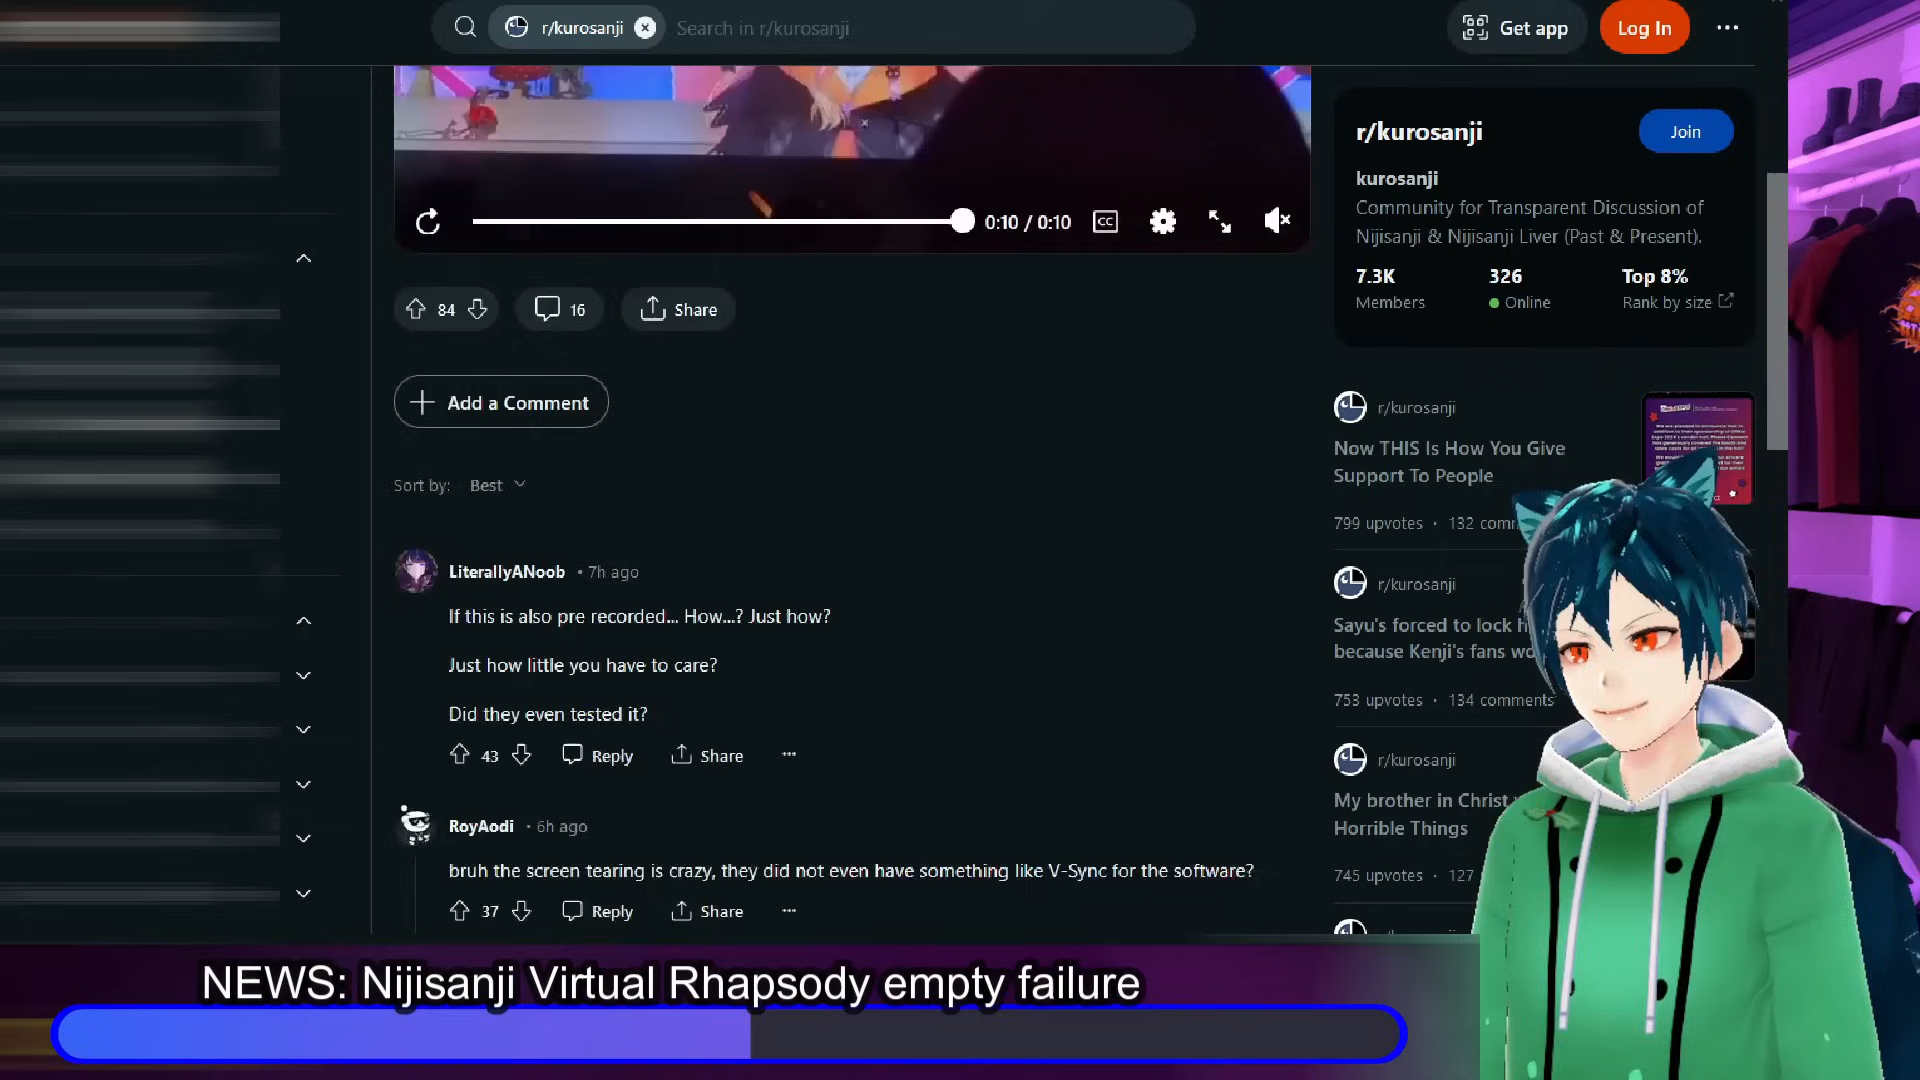 r/kurosanji
Search in r/kurosanji
Get app
Log In
0:10 / 0:10
CC
84
16
Share
Add a Comment
Sort by: Best
LiterallyANoob • 7h ago
If this is also pre recorded... How...? Just how?
Just how little you have to care?
Did they even tested it?
43
Reply
Share
RoyAodi • 6h ago
bruh the screen tearing is crazy, they did not even have something like V-Sync for the software?
37
Reply
Share
r/kurosanji
Join
kurosanji
Community for Transparent Discussion of
Nijisanji & Nijisanji Liver (Past & Present).
7.3K
326
Top 8%
Members
Online
Rank by size
r/kurosanji
Now THIS Is How You Give
Support To People
799 upvotes • 132
r/kurosanji
Sayu's forced to lock
because Kenji's fans
753 upvotes • 134 comments
r/kurosanji
My brother in Christ
Horrible Things
745 upvotes • 127
NEWS: Nijisanji Virtual Rhapsody empty failure